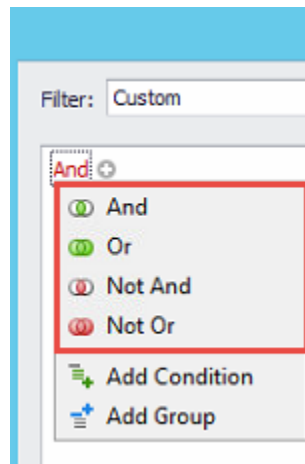 Filter: Custom
And
And
Or
Not And
Not Or
Add Condition
Add Group